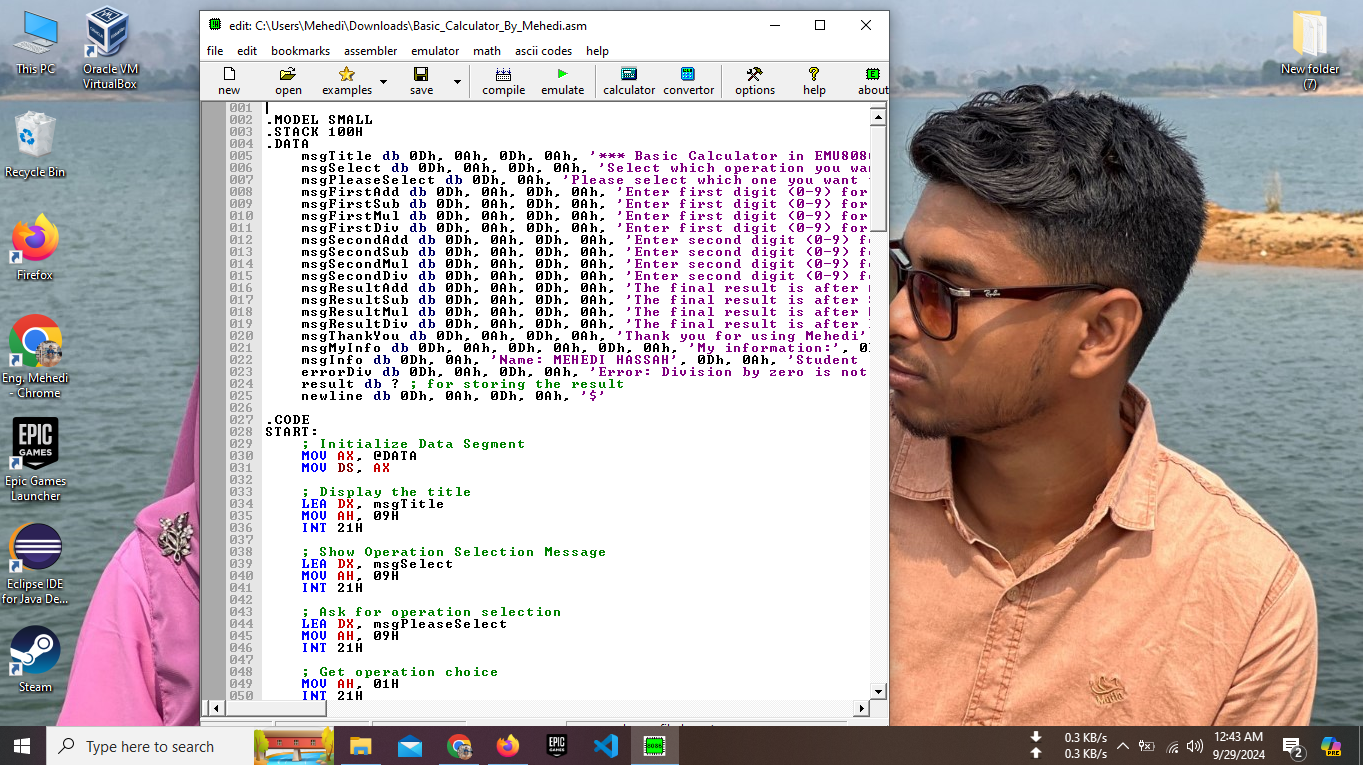 This PC
Oracle VM
VirtualBox
Recycle Bin
Firefox
Eng. Mehedi
- Chrome
EPIC
GAMES
Epic Games
Launcher
Eclipse IDE
for Java De...
Steam
New folder
(7)
edit: C:\Users\Mehedi\Downloads\Basic_Calculator_By_Mehedi.asm
file edit bookmarks assembler emulator math ascii codes help
new open examples save compile emulate calculator convertor options help about
001
002 .MODEL SMALL
003 .STACK 100H
004 .DATA
005 msgTitle db 0Dh, 0Ah, 0Dh, 0Ah, '*** Basic Calculator in EMU808
006 msgSelect db 0Dh, 0Ah, 0Dh, 0Ah, 'Select which operation you wa
007 msgPleaseSelect db 0Dh, 0Ah, 'Please select which one you want
008 msgFirstAdd db 0Dh, 0Ah, 0Dh, 0Ah, 'Enter first digit (0-9) for
009 msgFirstSub db 0Dh, 0Ah, 0Dh, 0Ah, 'Enter first digit (0-9) for
010 msgFirstMul db 0Dh, 0Ah, 0Dh, 0Ah, 'Enter first digit (0-9) for
011 msgFirstDiv db 0Dh, 0Ah, 0Dh, 0Ah, 'Enter first digit (0-9) for
012 msgSecondAdd db 0Dh, 0Ah, 0Dh, 0Ah, 'Enter second digit (0-9) f
013 msgSecondSub db 0Dh, 0Ah, 0Dh, 0Ah, 'Enter second digit (0-9) f
014 msgSecondMul db 0Dh, 0Ah, 0Dh, 0Ah, 'Enter second digit (0-9) f
015 msgSecondDiv db 0Dh, 0Ah, 0Dh, 0Ah, 'Enter second digit (0-9) f
016 msgResultAdd db 0Dh, 0Ah, 0Dh, 0Ah, 'The final result is after
017 msgResultSub db 0Dh, 0Ah, 0Dh, 0Ah, 'The final result is after
018 msgResultMul db 0Dh, 0Ah, 0Dh, 0Ah, 'The final result is after
019 msgResultDiv db 0Dh, 0Ah, 0Dh, 0Ah, 'The final result is after
020 msgThankYou db 0Dh, 0Ah, 0Dh, 0Ah, 'Thank you for using Mehedi'
021 msgMyInfo db 0Dh, 0Ah, 0Dh, 0Ah, 0Dh, 0Ah, 'My information:', 0
022 msgInfo db 0Dh, 0Ah, 'Name: MEHEDI HASSAH', 0Dh, 0Ah, 'Student
023 errorDiv db 0Dh, 0Ah, 0Dh, 0Ah, 'Error: Division by zero is not
024 result db ? ; for storing the result
025 newline db 0Dh, 0Ah, 0Dh, 0Ah, '$'
026
027 .CODE
028 START:
029 ; Initialize Data Segment
030 MOV AX, @DATA
031 MOV DS, AX
032
033 ; Display the title
034 LEA DX, msgTitle
035 MOV AH, 09H
036 INT 21H
037
038 ; Show Operation Selection Message
039 LEA DX, msgSelect
040 MOV AH, 09H
041 INT 21H
042
043 ; Ask for operation selection
044 LEA DX, msgPleaseSelect
045 MOV AH, 09H
046 INT 21H
047
048 ; Get operation choice
049 MOV AH, 01H
050 INT 21H
Type here to search
EPIC
GAMES
8085
0.3 KB/s
0.3 KB/s
12:43 AM
9/29/2024
2
PRE
Ray-Ban